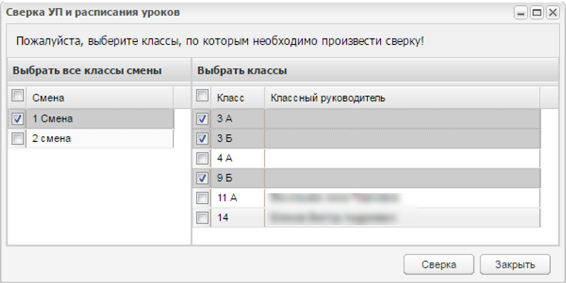 Сверка УП и расписания уроков
Пожалуйста, выберите классы, по которым необходимо произвести сверку!
Выбрать все классы смены
Выбрать классы
Смена
Класс Классный руководитель
1 Смена
2 смена
3 А
3 Б
4 А
9 Б
11 А
14
Сверка Закрыть